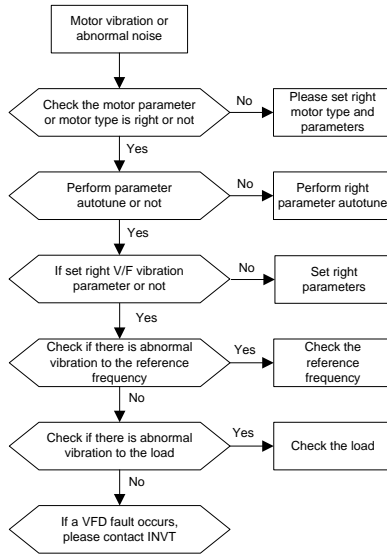 Motor vibration or
abnormal noise
Check the motor parameter
or motor type is right or not
No
Please set right
motor type and
parameters
Yes
Perform parameter
autotune or not
No
Perform right
parameter autotune
Yes
If set right V/F vibration
parameter or not
No
Set right
parameters
Yes
Check if there is abnormal
vibration to the reference
frequency
Yes
Check the
reference
frequency
No
Check if there is abnormal
vibration to the load
Yes
Check the load
No
If a VFD fault occurs,
please contact INVT